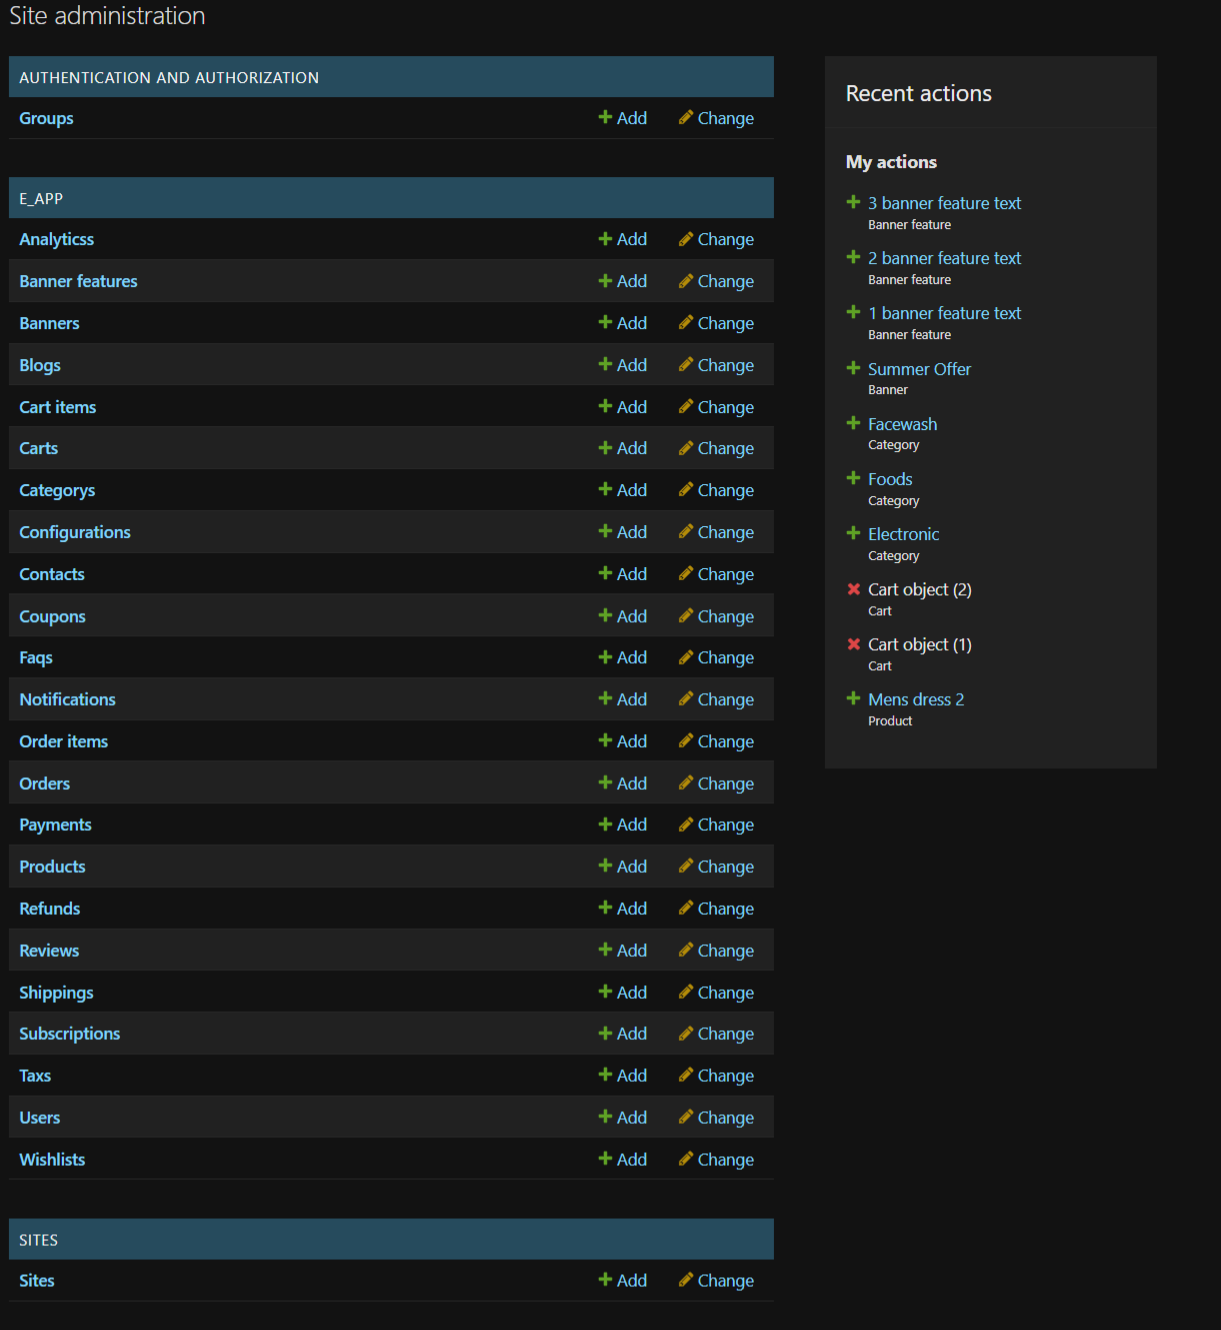 Site administration
AUTHENTICATION AND AUTHORIZATION
Groups Add Change
E_APP
Analyticss Add Change
Banner features Add Change
Banners Add Change
Blogs Add Change
Cart items Add Change
Carts Add Change
Categorys Add Change
Configurations Add Change
Contacts Add Change
Coupons Add Change
Faqs Add Change
Notifications Add Change
Order items Add Change
Orders Add Change
Payments Add Change
Products Add Change
Refunds Add Change
Reviews Add Change
Shippings Add Change
Subscriptions Add Change
Taxs Add Change
Users Add Change
Wishlists Add Change
SITES
Sites Add Change
Recent actions
My actions
3 banner feature text
Banner feature
2 banner feature text
Banner feature
1 banner feature text
Banner feature
Summer Offer
Banner
Facewash
Category
Foods
Category
Electronic
Category
Cart object (2)
Cart
Cart object (1)
Cart
Mens dress 2
Product